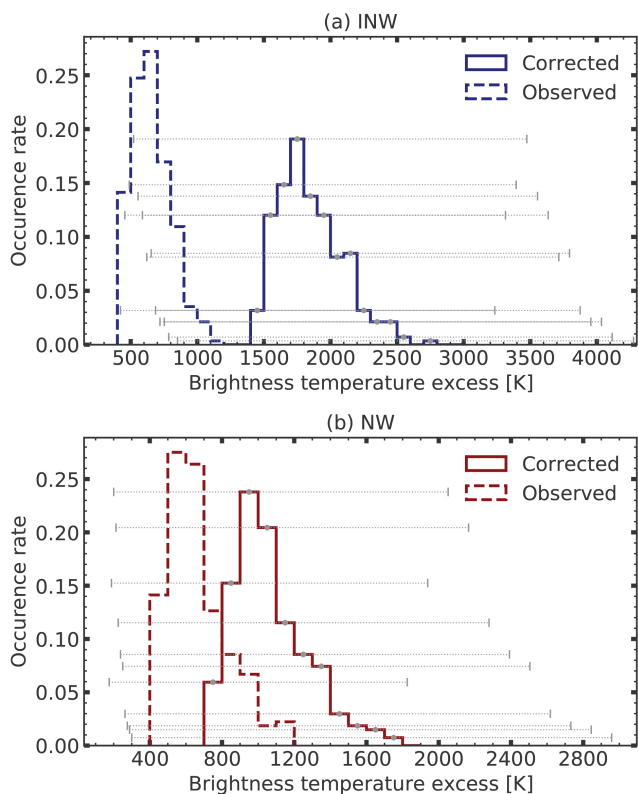 (a) INW
Corrected
Observed
0.25
0.20
0.15
0.10
0.05
0.00
Occurence rate
500 1000 1500 2000 2500 3000 3500 4000
Brightness temperature excess [K]
(b) NW
Corrected
Observed
0.25
0.20
0.15
0.10
0.05
0.00
Occurence rate
400 800 1200 1600 2000 2400 2800
Brightness temperature excess [K]